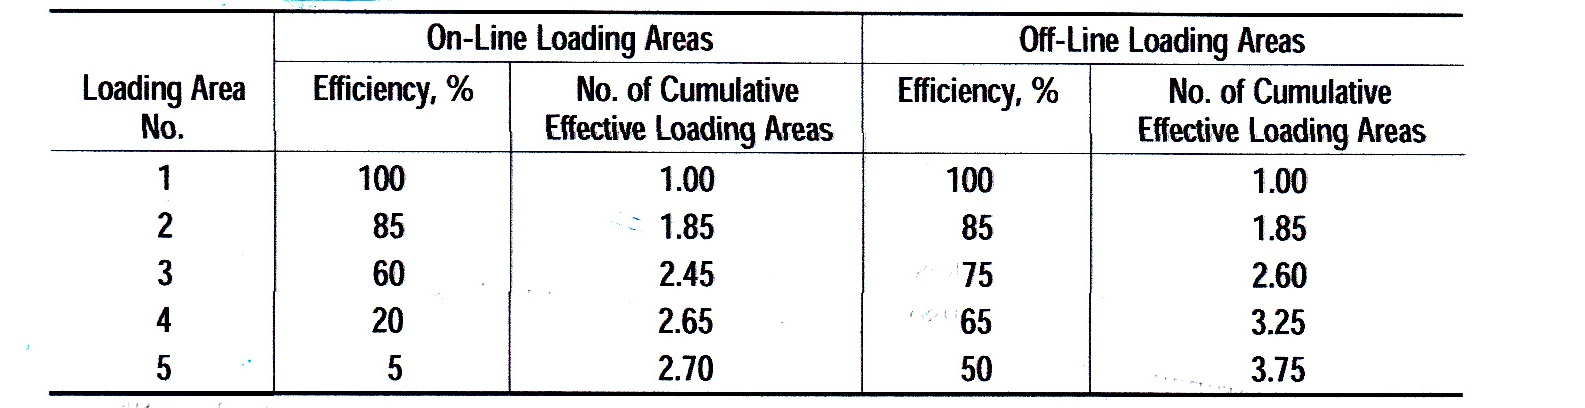 On-Line Loading Areas Off-Line Loading Areas
Loading Area Efficiency, % No. of Cumulative Efficiency, % No. of Cumulative
No. Effective Loading Areas Effective Loading Areas
1 100 1.00 100 1.00
2 85 1.85 85 1.85
3 60 2.45 75 2.60
4 20 2.65 65 3.25
5 5 2.70 50 3.75